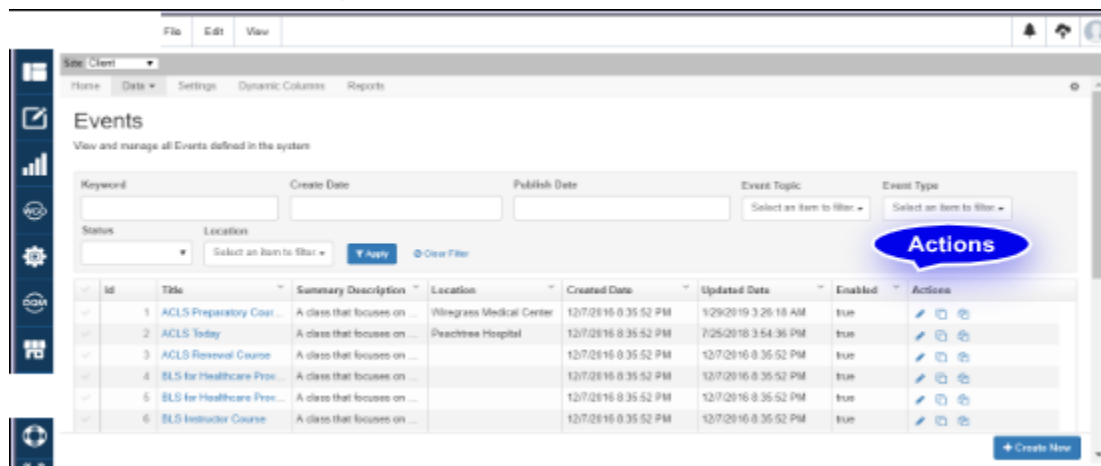 File Edit View
Site: Client
Home Data Settings Dynamic Columns Reports
Events
View and manage all Events defined in the system
Keyword Create Date Publish Date Event Topic Event Type
Select an item to filter Select an item to filter
Status Location
Select an item to filter Apply Clear Filter
Actions
Id Title Summary Description Location Created Date Updated Date Enabled Actions
1 ACLS Preparatory Cour... A class that focuses on ... Wiregrass Medical Center 12/7/2016 8:35:52 PM 1/29/2019 3:26:18 AM true
2 ACLS Today A class that focuses on ... Peachtree Hospital 12/7/2016 8:35:52 PM 7/25/2018 3:54:36 PM true
3 ACLS Renewal Course A class that focuses on ... 12/7/2016 8:35:52 PM 12/7/2016 8:35:52 PM true
4 BLS for Healthcare Prov... A class that focuses on ... 12/7/2016 8:35:52 PM 12/7/2016 8:35:52 PM true
5 BLS for Healthcare Prov... A class that focuses on ... 12/7/2016 8:35:52 PM 12/7/2016 8:35:52 PM true
6 BLS Instructor Course A class that focuses on ... 12/7/2016 8:35:52 PM 12/7/2016 8:35:52 PM true
+ Create New